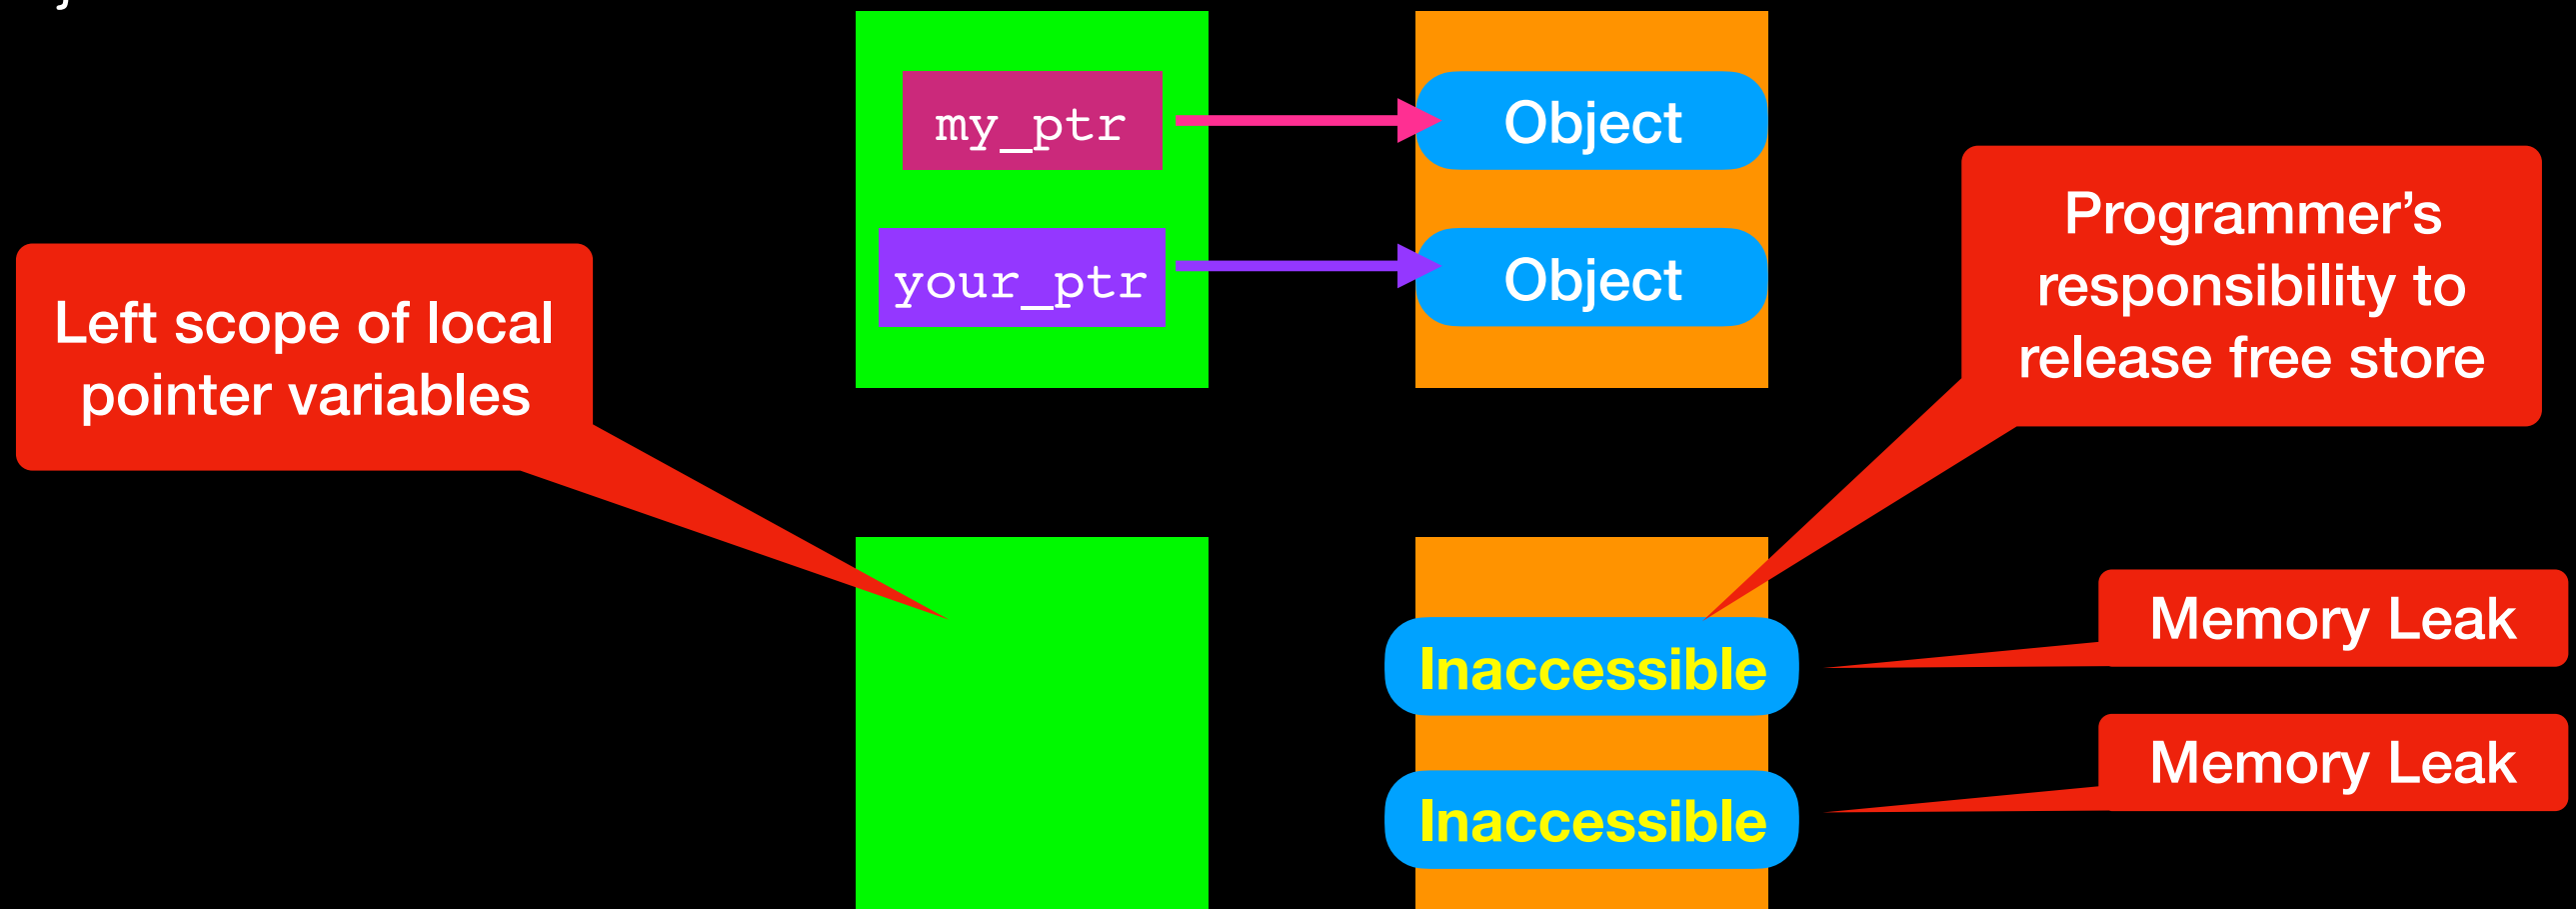 my_ptr
Object
your_ptr
Object
Left scope of local
pointer variables
Programmer’s
responsibility to
release free store
Inaccessible
Memory Leak
Inaccessible
Memory Leak